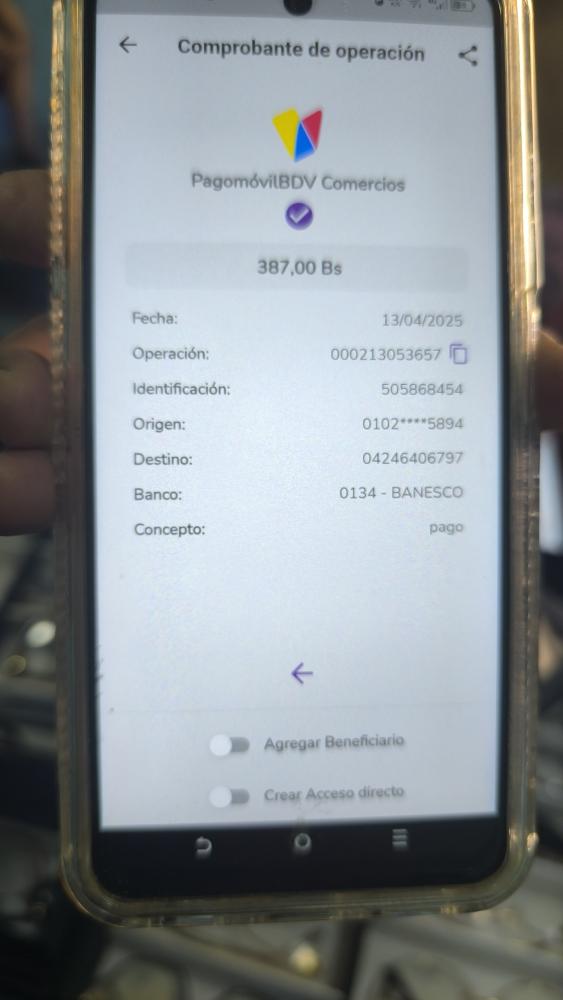 Comprobante de operación
PagomóvilBDV Comercios
387,00 Bs
Fecha: 13/04/2025
Operación: 000213053657
Identificación: 505868454
Origen: 0102****5894
Destino: 04246406797
Banco: 0134 - BANESCO
Concepto: pago
Agregar Beneficiario
Crear Acceso directo